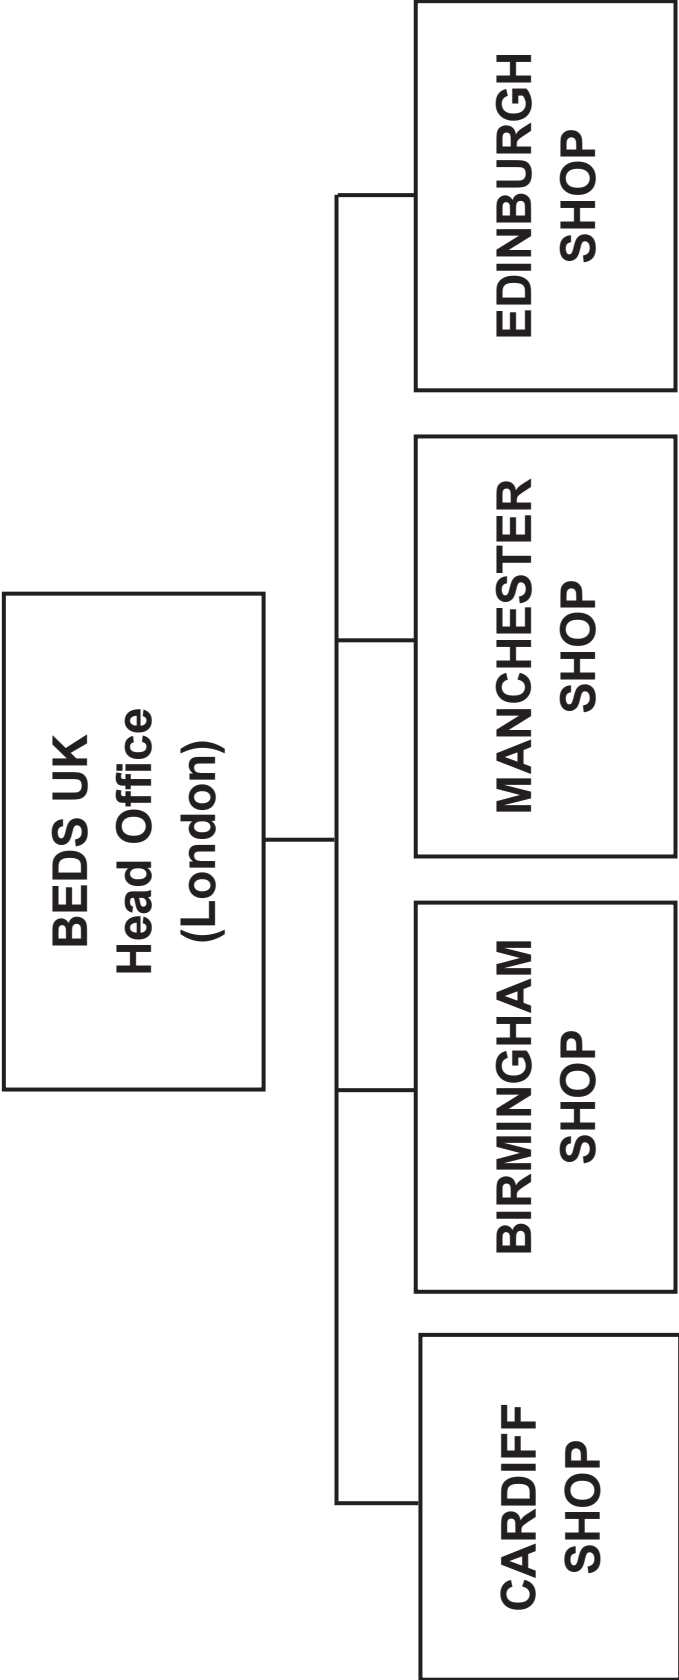 BEDS UK
Head Office
(London)
CARDIFF
SHOP
BIRMINGHAM
SHOP
MANCHESTER
SHOP
EDINBURGH
SHOP